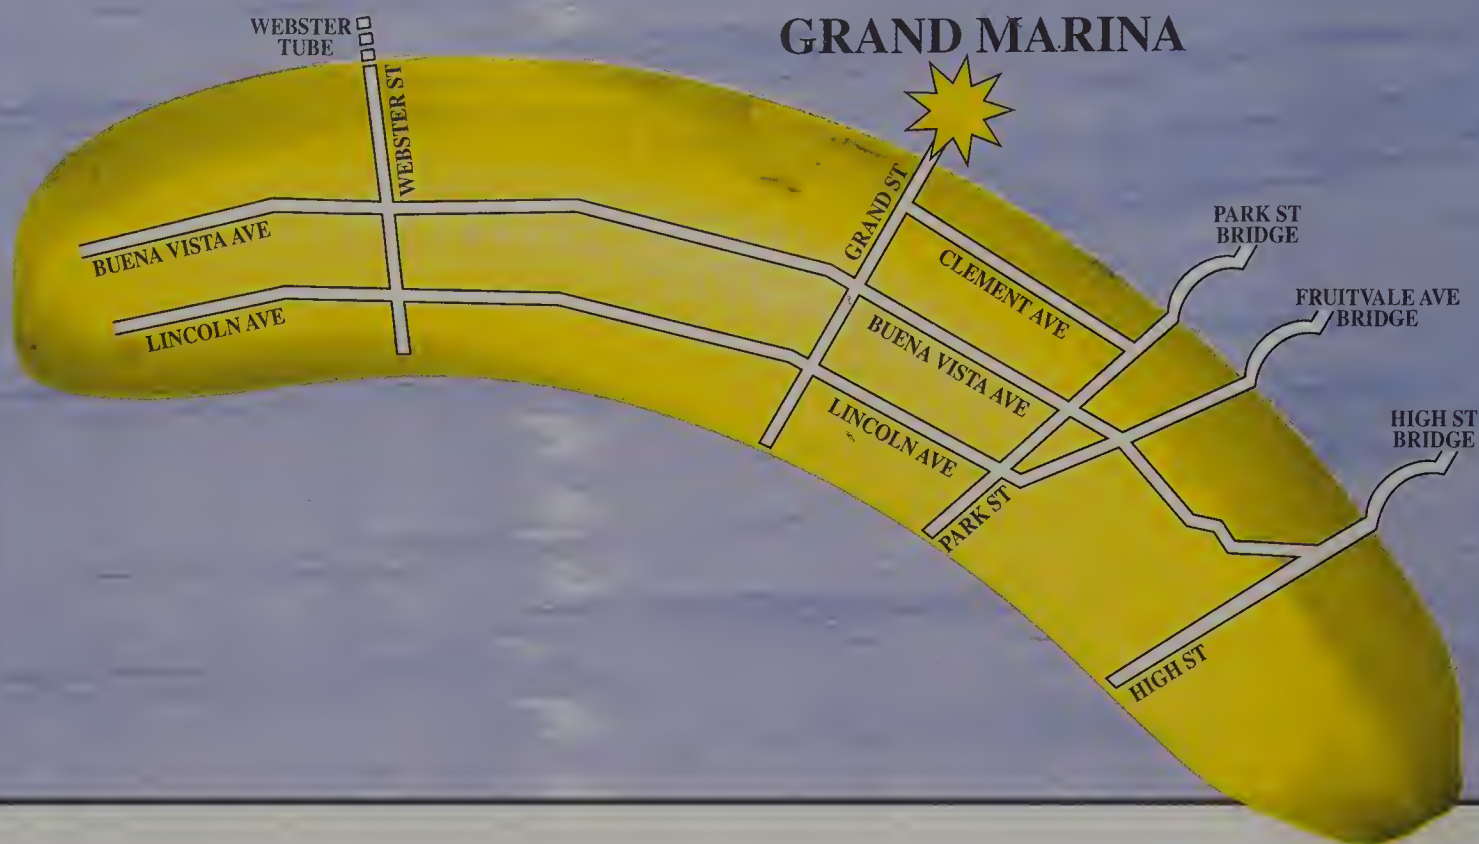 WEBSTER
TUBE
GRAND MARINA
WEBSTER ST
GRAND ST
PARK ST
BRIDGE
BUENA VISTA AVE
CLEMENT AVE
FRUITVALE AVE
BRIDGE
LINCOLN AVE
BUENA VISTA AVE
LINCOLN AVE
HIGH ST
BRIDGE
PARK ST
HIGH ST